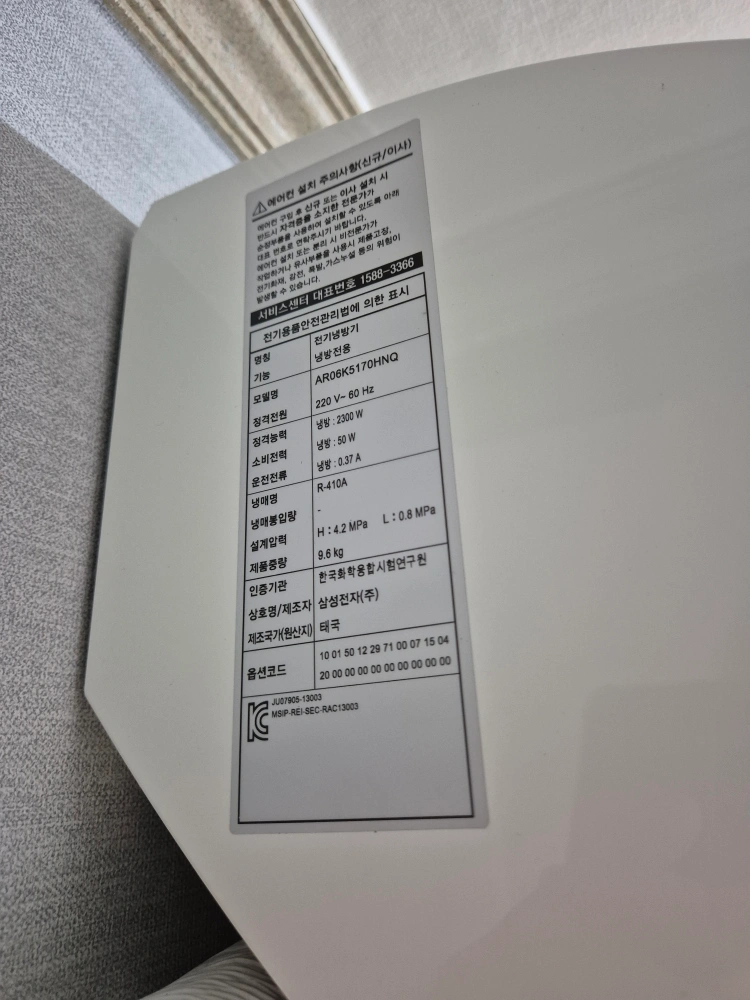 ⚠에어컨 설치 주의사항(신규/이사)
에어컨 구입 후 신규 또는 이사 설치 시
반드시 자격증을 소지한 전문가가
순정부품을 사용하여 설치할 수 있도록 아래
대표 번호로 연락주시기 바랍니다.
에어컨 설치 또는 분리 시 비전문가가
작업하거나 유사부품을 사용시 제품고장,
전기화재, 감전, 폭발, 가스누설 등의 위험이
발생할 수 있습니다.
서비스센터 대표번호 1588-3366
전기용품안전관리법에 의한 표시
명칭 전기냉방기
기능 냉방전용
모델명 AR06K5170HNQ
정격전원 220 V~ 60 Hz
정격능력 냉방 : 2300 W
소비전력 냉방 : 50 W
운전전류 냉방 : 0.37 A
냉매명 R-410A
냉매봉입량 -
설계압력 H : 4.2 MPa L : 0.8 MPa
제품중량 9.6 kg
인증기관 한국화학융합시험연구원
상호명/제조자 삼성전자(주)
제조국가(원산지) 태국
옵션코드 10 01 50 12 29 71 00 07 15 04
20 00 00 00 00 00 00 00 00 00
JU07905-13003
MSIP-REI-SEC-RAC13003